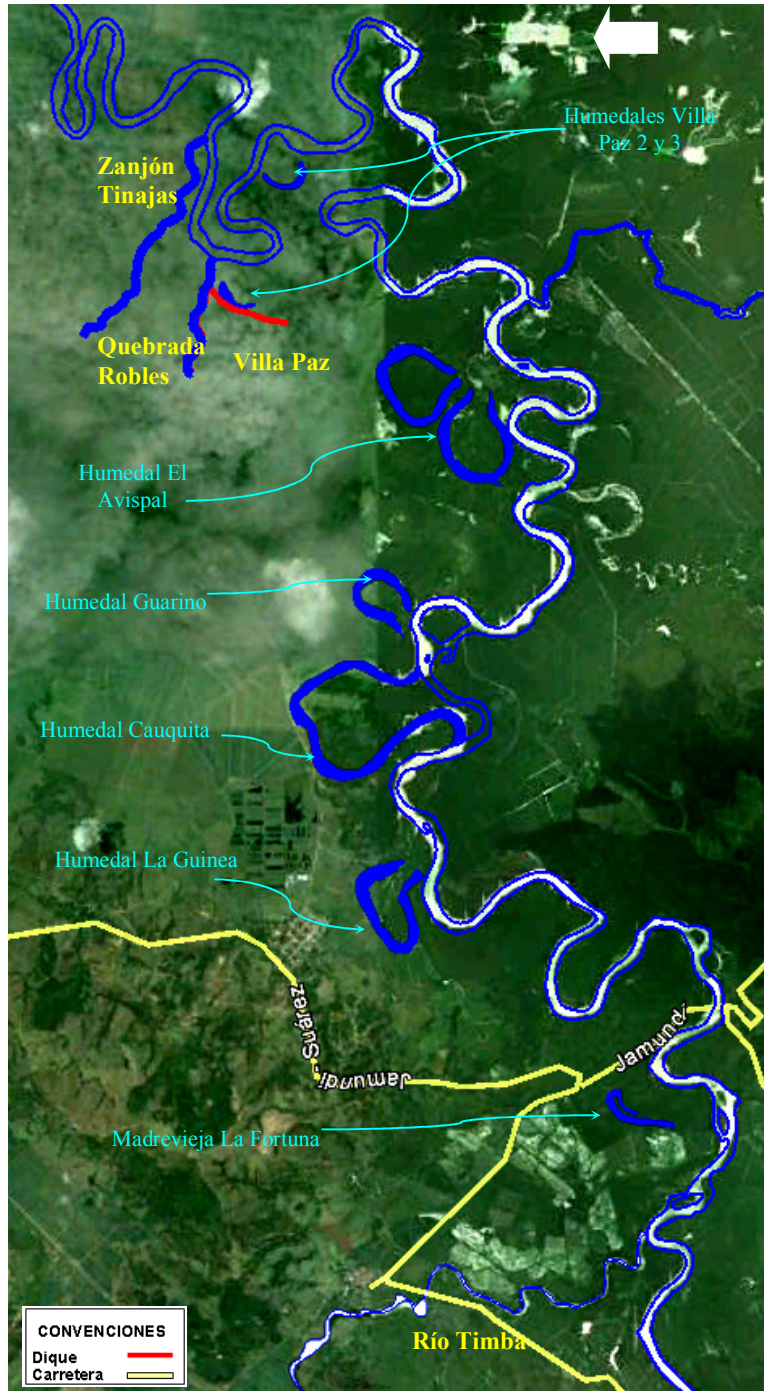 Humedales Villa
Paz 2 y 3
Zanjón
Tinajas
Quebrada
Robles
Villa Paz
Humedal El
Avispal
Humedal Guarino
Humedal Cauquita
Humedal La Guinea
Jamundi - Suárez
Jamundí
Madrevieja La Fortuna
Río Timba
CONVENCIONES
Dique
Carretera